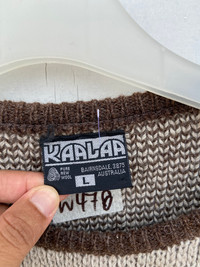 KAALAA
PURE
NEW
WOOL
BAIRNSDALE. 3875
AUSTRALIA
L
W470